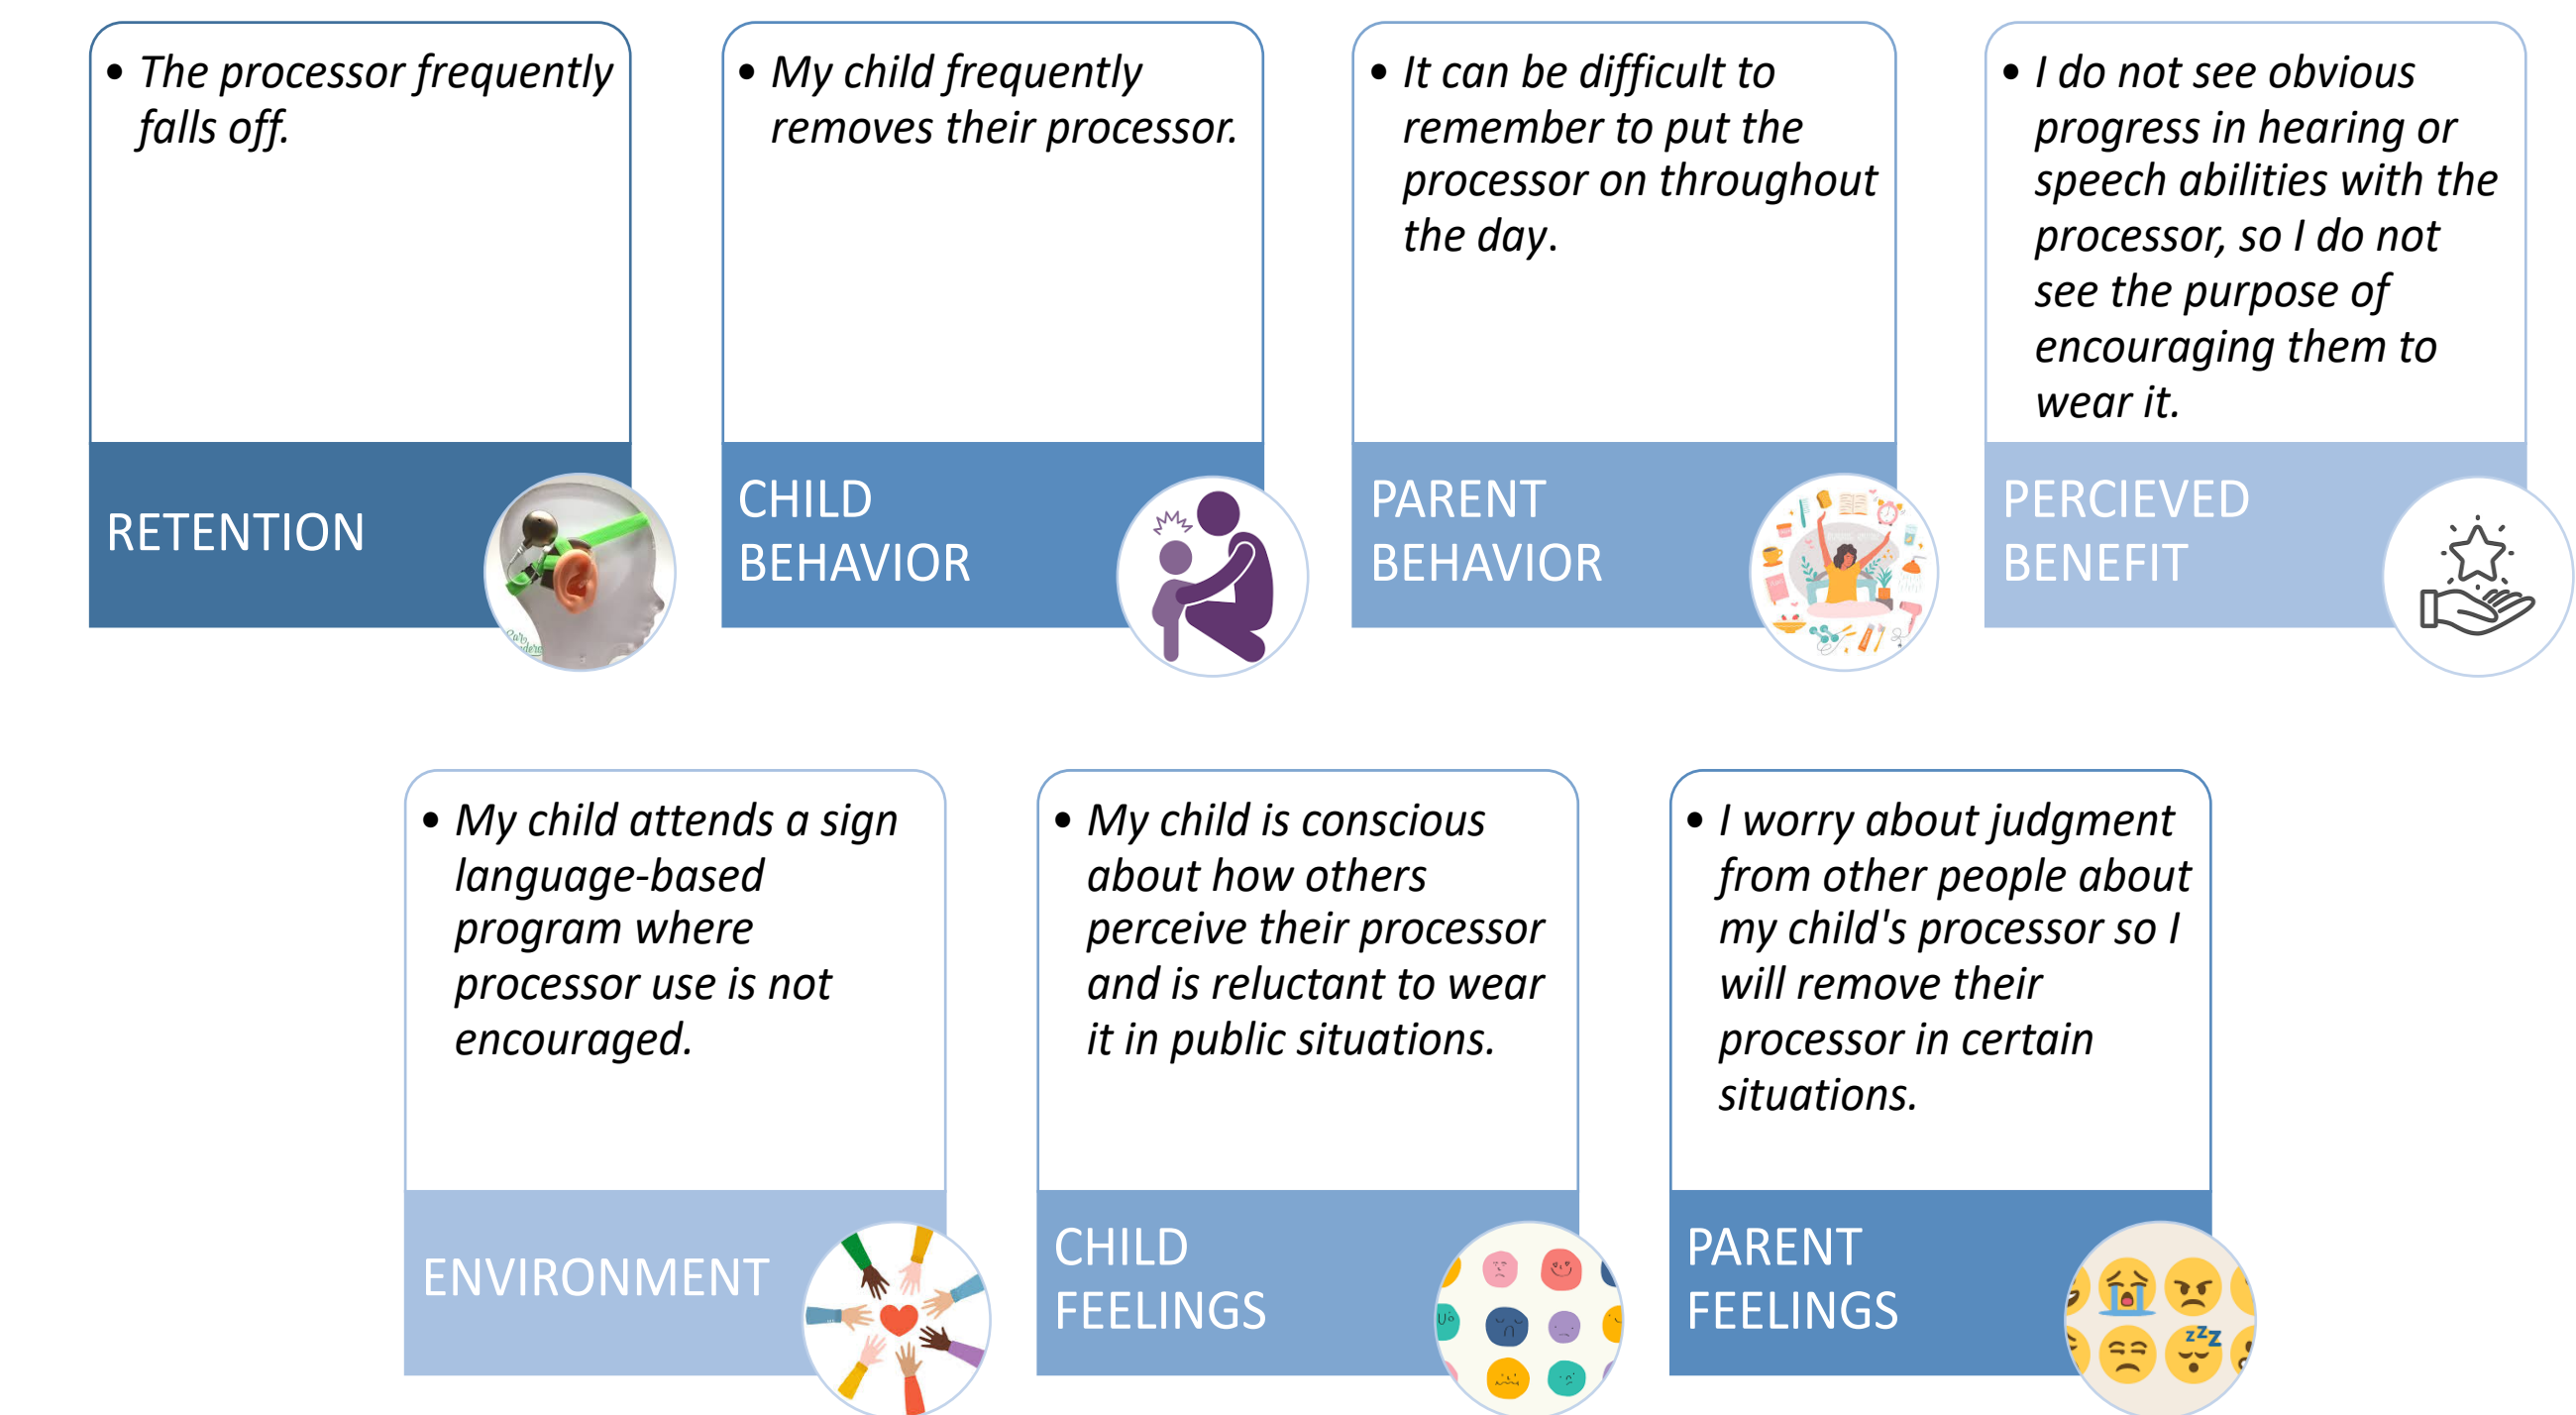 • The processor frequently
falls off.
RETENTION
• My child frequently
removes their processor.
CHILD
BEHAVIOR
• It can be difficult to
remember to put the
processor on throughout
the day.
PARENT
BEHAVIOR
• I do not see obvious
progress in hearing or
speech abilities with the
processor, so I do not
see the purpose of
encouraging them to
wear it.
PERCIEVED
BENEFIT
• My child attends a sign
language-based
program where
processor use is not
encouraged.
ENVIRONMENT
• My child is conscious
about how others
perceive their processor
and is reluctant to wear
it in public situations.
CHILD
FEELINGS
• I worry about judgment
from other people about
my child's processor so I
will remove their
processor in certain
situations.
PARENT
FEELINGS
zzZ